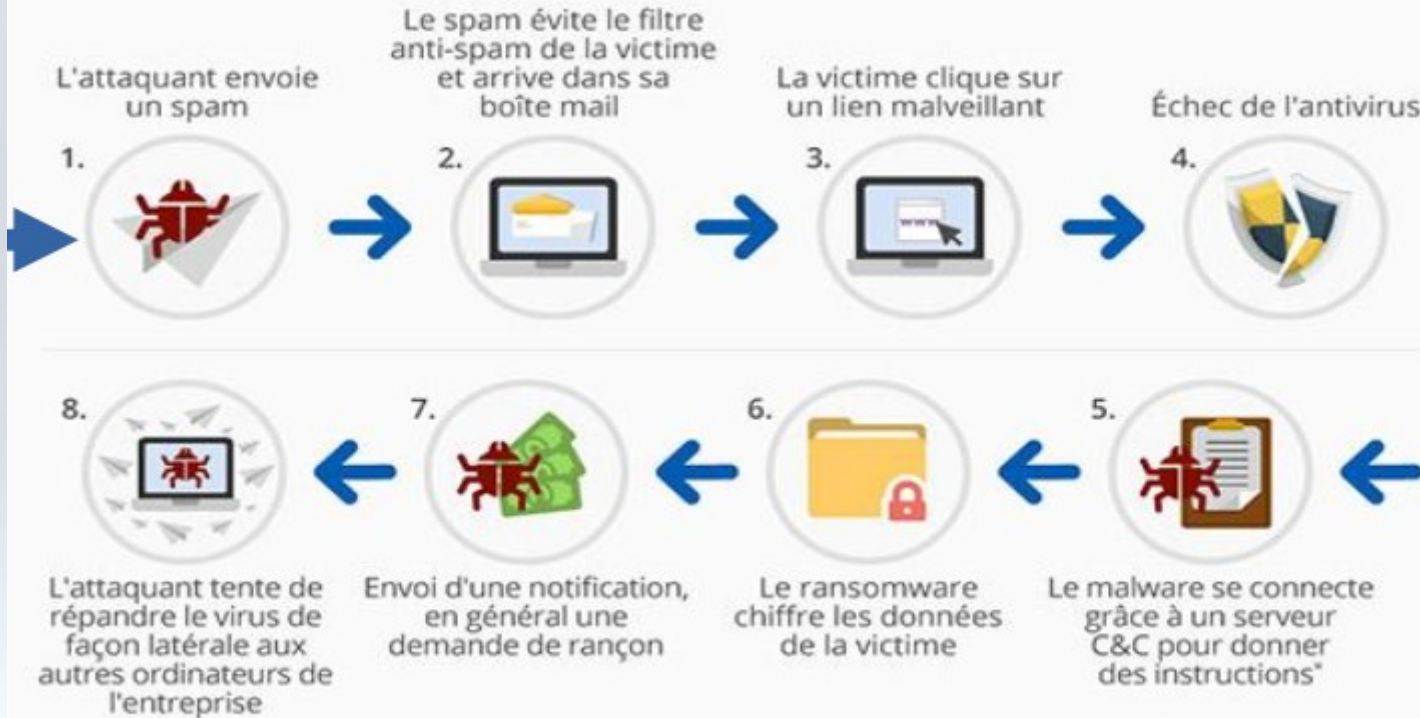 L'attaquant envoie
un spam
1.
Le spam évite le filtre
anti-spam de la victime
et arrive dans sa
boîte mail
2.
La victime clique sur
un lien malveillant
3.
Échec de l'antivirus
4.
5.
Le malware se connecte
grâce à un serveur
C&C pour donner
des instructions"
6.
Le ransomware
chiffre les données
de la victime
7.
Envoi d'une notification,
en général une
demande de rançon
8.
L'attaquant tente de
répandre le virus de
façon latérale aux
autres ordinateurs de
l'entreprise